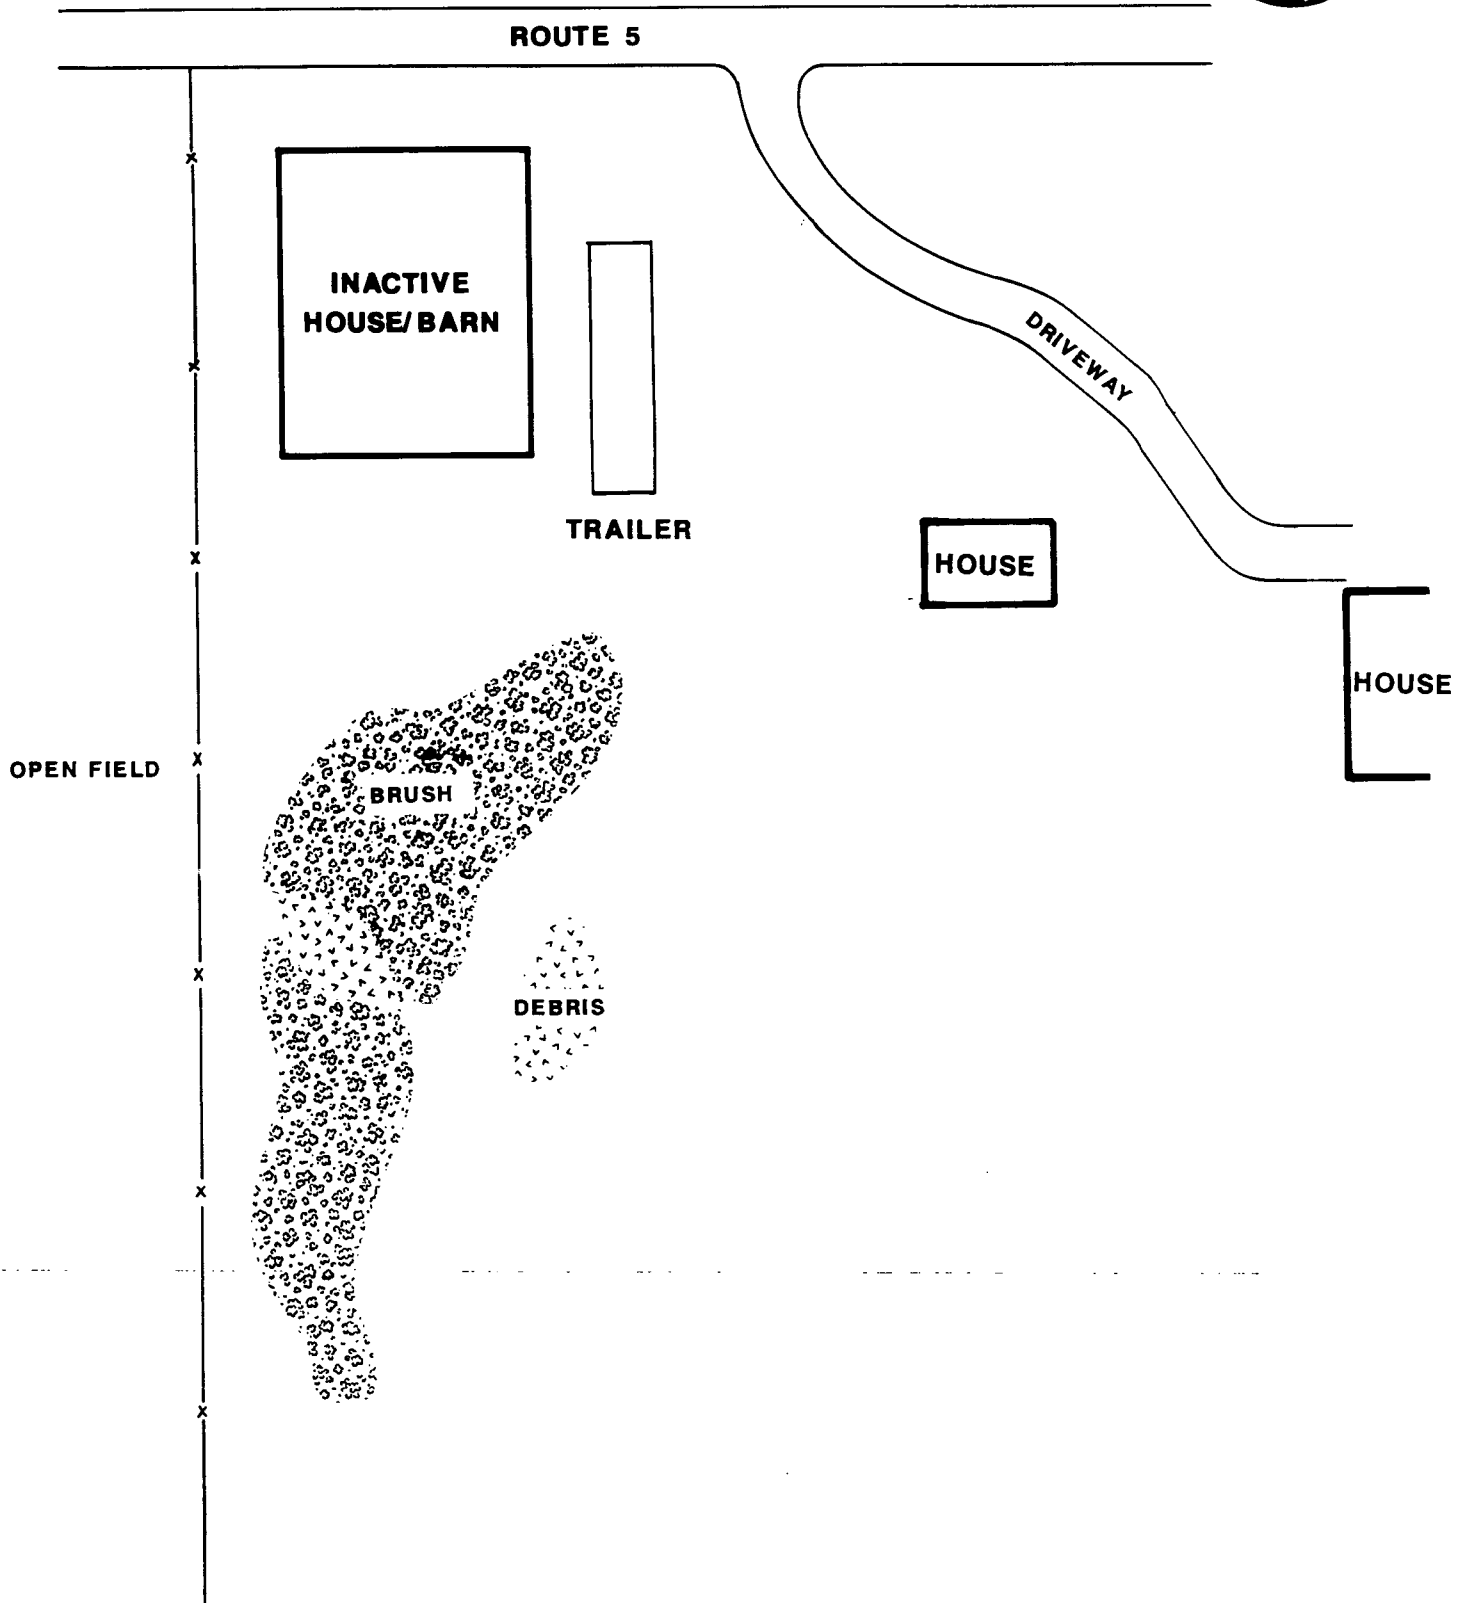 ROUTE 5
INACTIVE
HOUSE/BARN
DRIVEWAY
TRAILER
HOUSE
HOUSE
OPEN FIELD
BRUSH
DEBRIS